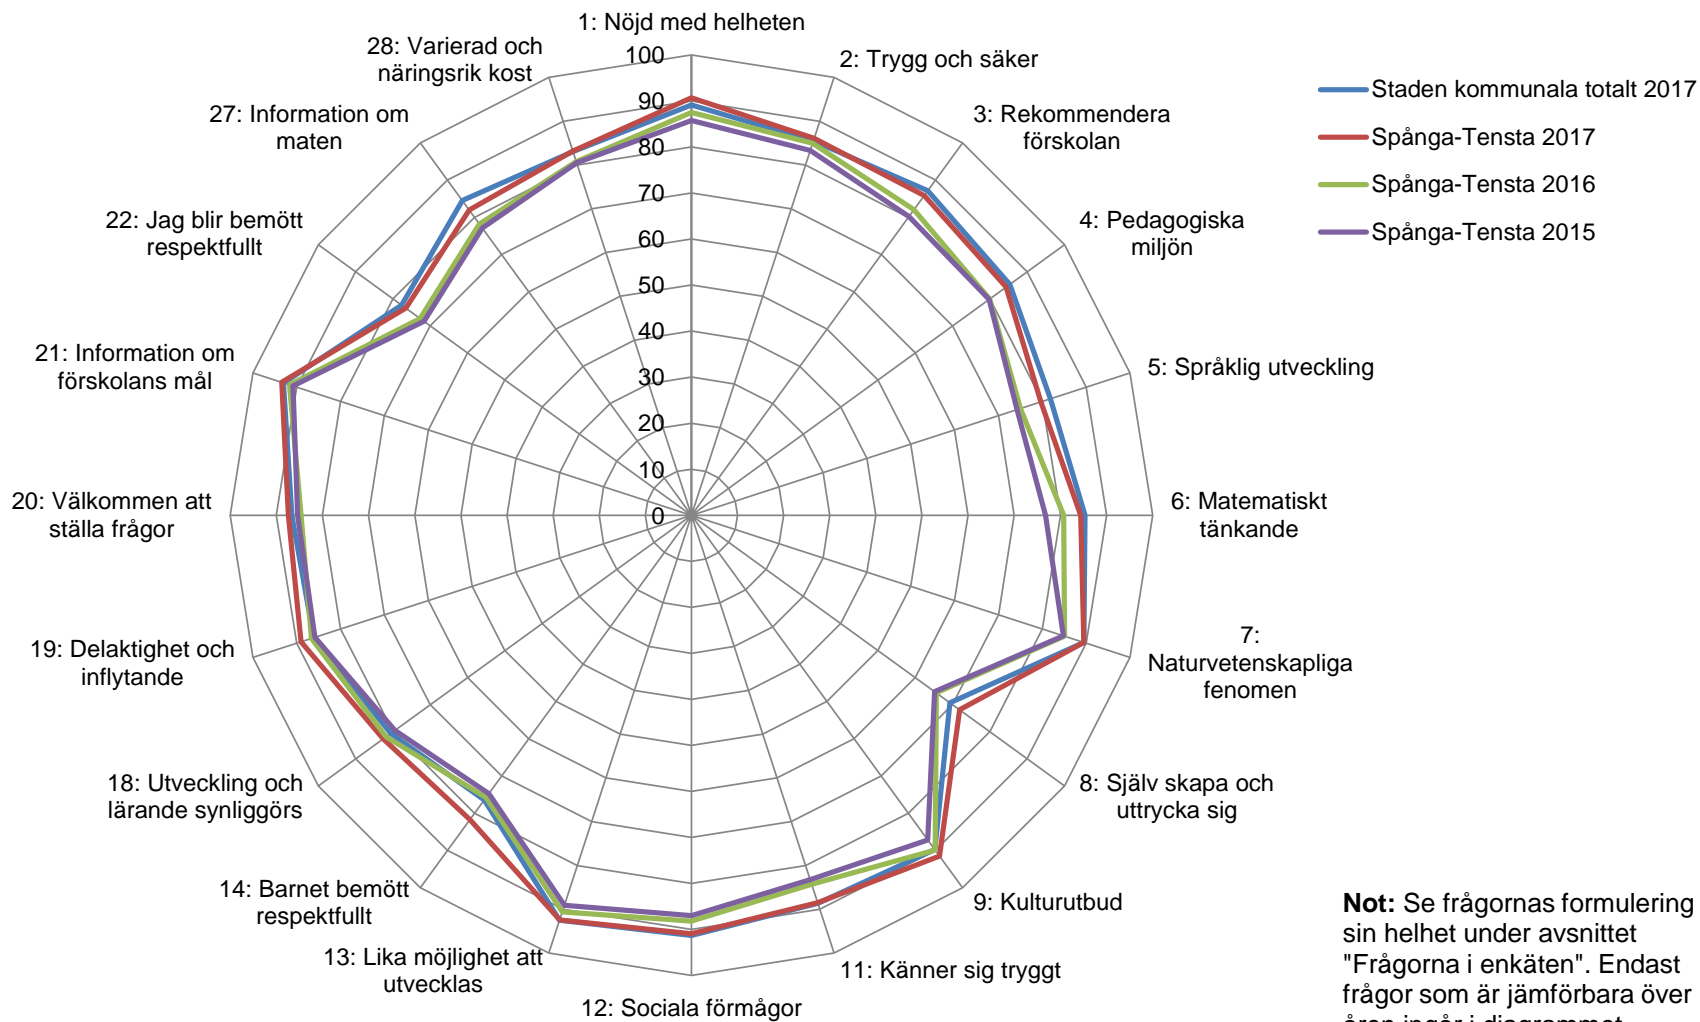 1: Nöjd med helheten
2: Trygg och säker
3: Rekommendera
förskolan
4: Pedagogiska
miljön
5: Språklig utveckling
6: Matematiskt
tänkande
7:
Naturvetenskapliga
fenomen
8: Själv skapa och
uttrycka sig
9: Kulturutbud
11: Känner sig tryggt
12: Sociala förmågor
13: Lika möjlighet att
utvecklas
14: Barnet bemött
respektfullt
18: Utveckling och
lärande synliggörs
19: Delaktighet och
inflytande
20: Välkommen att
ställa frågor
21: Information om
förskolans mål
22: Jag blir bemött
respektfullt
27: Information om
maten
28: Varierad och
näringsrik kost
100
90
80
70
60
50
40
30
20
10
0
Staden kommunala totalt 2017
Spånga-Tensta 2017
Spånga-Tensta 2016
Spånga-Tensta 2015
Not: Se frågornas formulering
sin helhet under avsnittet
"Frågorna i enkäten". Endast
frågor som är jämförbara över
åren ingår i diagrammet